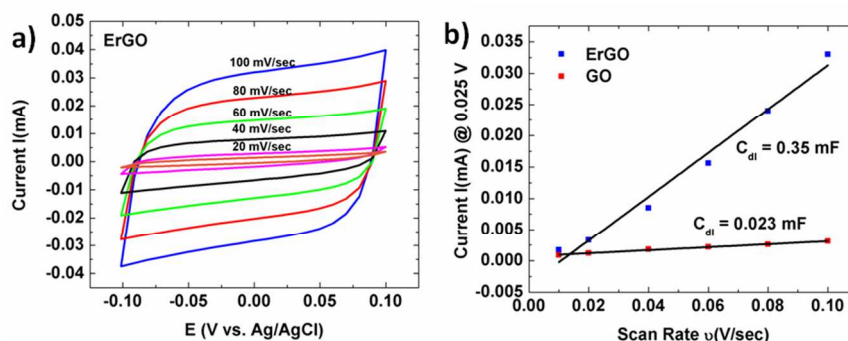 a)
ErGO
100 mV/sec
80 mV/sec
60 mV/sec
40 mV/sec
20 mV/sec
Current I(mA)
0.05
0.04
0.03
0.02
0.01
0.00
-0.01
-0.02
-0.03
-0.04
-0.10 -0.05 0.00 0.05 0.10
E (V vs. Ag/AgCl)
b)
ErGO
GO
C_dl = 0.35 mF
C_dl = 0.023 mF
Current I(mA) @ 0.025 V
0.035
0.030
0.025
0.020
0.015
0.010
0.005
0.000
-0.005
0.00 0.02 0.04 0.06 0.08 0.10
Scan Rate υ(V/sec)